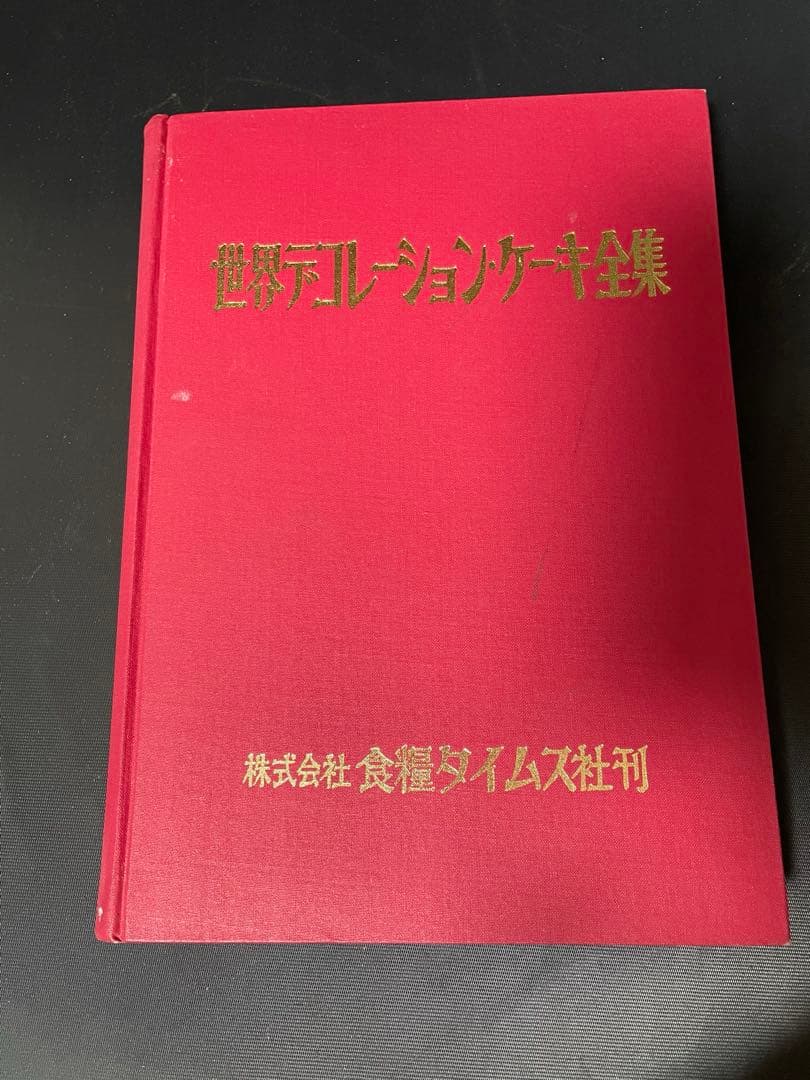 世界デコレーション・ケーキ全集
株式会社 食糧タイムス社刊